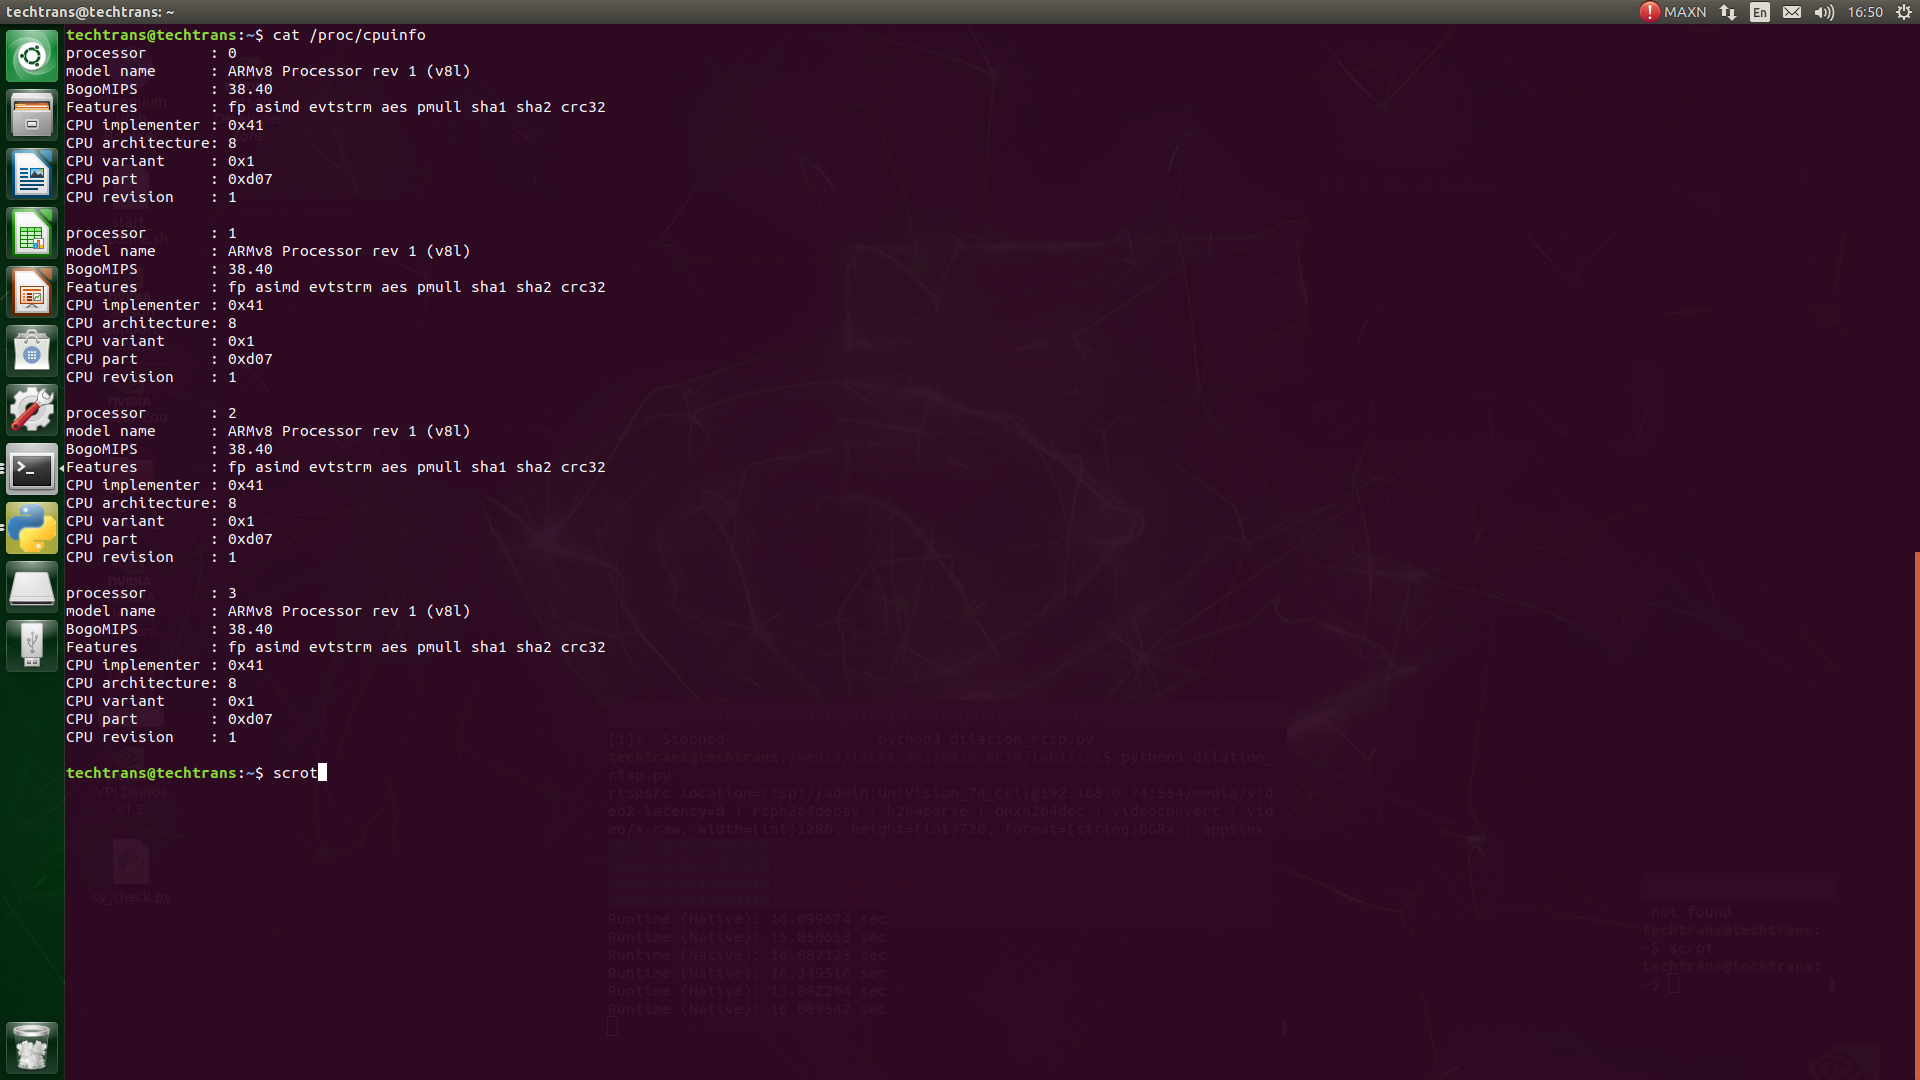 techtrans@techtrans: ~
MAXN
En
16:50
techtrans@techtrans:~$ cat /proc/cpuinfo
processor : 0
model name : ARMv8 Processor rev 1 (v8l)
BogoMIPS : 38.40
Features : fp asimd evtstrm aes pmull sha1 sha2 crc32
CPU implementer : 0x41
CPU architecture: 8
CPU variant : 0x1
CPU part : 0xd07
CPU revision : 1
processor : 1
model name : ARMv8 Processor rev 1 (v8l)
BogoMIPS : 38.40
Features : fp asimd evtstrm aes pmull sha1 sha2 crc32
CPU implementer : 0x41
CPU architecture: 8
CPU variant : 0x1
CPU part : 0xd07
CPU revision : 1
processor : 2
model name : ARMv8 Processor rev 1 (v8l)
BogoMIPS : 38.40
Features : fp asimd evtstrm aes pmull sha1 sha2 crc32
CPU implementer : 0x41
CPU architecture: 8
CPU variant : 0x1
CPU part : 0xd07
CPU revision : 1
processor : 3
model name : ARMv8 Processor rev 1 (v8l)
BogoMIPS : 38.40
Features : fp asimd evtstrm aes pmull sha1 sha2 crc32
CPU implementer : 0x41
CPU architecture: 8
CPU variant : 0x1
CPU part : 0xd07
CPU revision : 1
techtrans@techtrans:~$ scrot
VPI Demos
v1.2
cv_check.py
[1]+ Stopped python3 dilation_rtsp.py
python3 dilation_
rtsp.py
rtspsrc location=rtsp://admin:UniVision_74_ceil@192.168.0.74:554/media/vid
eo2 latency=0 ! rtph264depay ! h264parse ! omxh264dec ! videoconvert ! vid
eo/x-raw, width=(int)1280, height=(int)720, format=(string)BGRx ! appsink
Runtime (Native): 16.099674 sec
Runtime (Native): 15.850653 sec
Runtime (Native): 16.087123 sec
Runtime (Native): 16.349516 sec
Runtime (Native): 15.882204 sec
Runtime (Native): 16.009542 sec
not found
techtrans@techtrans:
~$ scrot
techtrans@techtrans:
~$